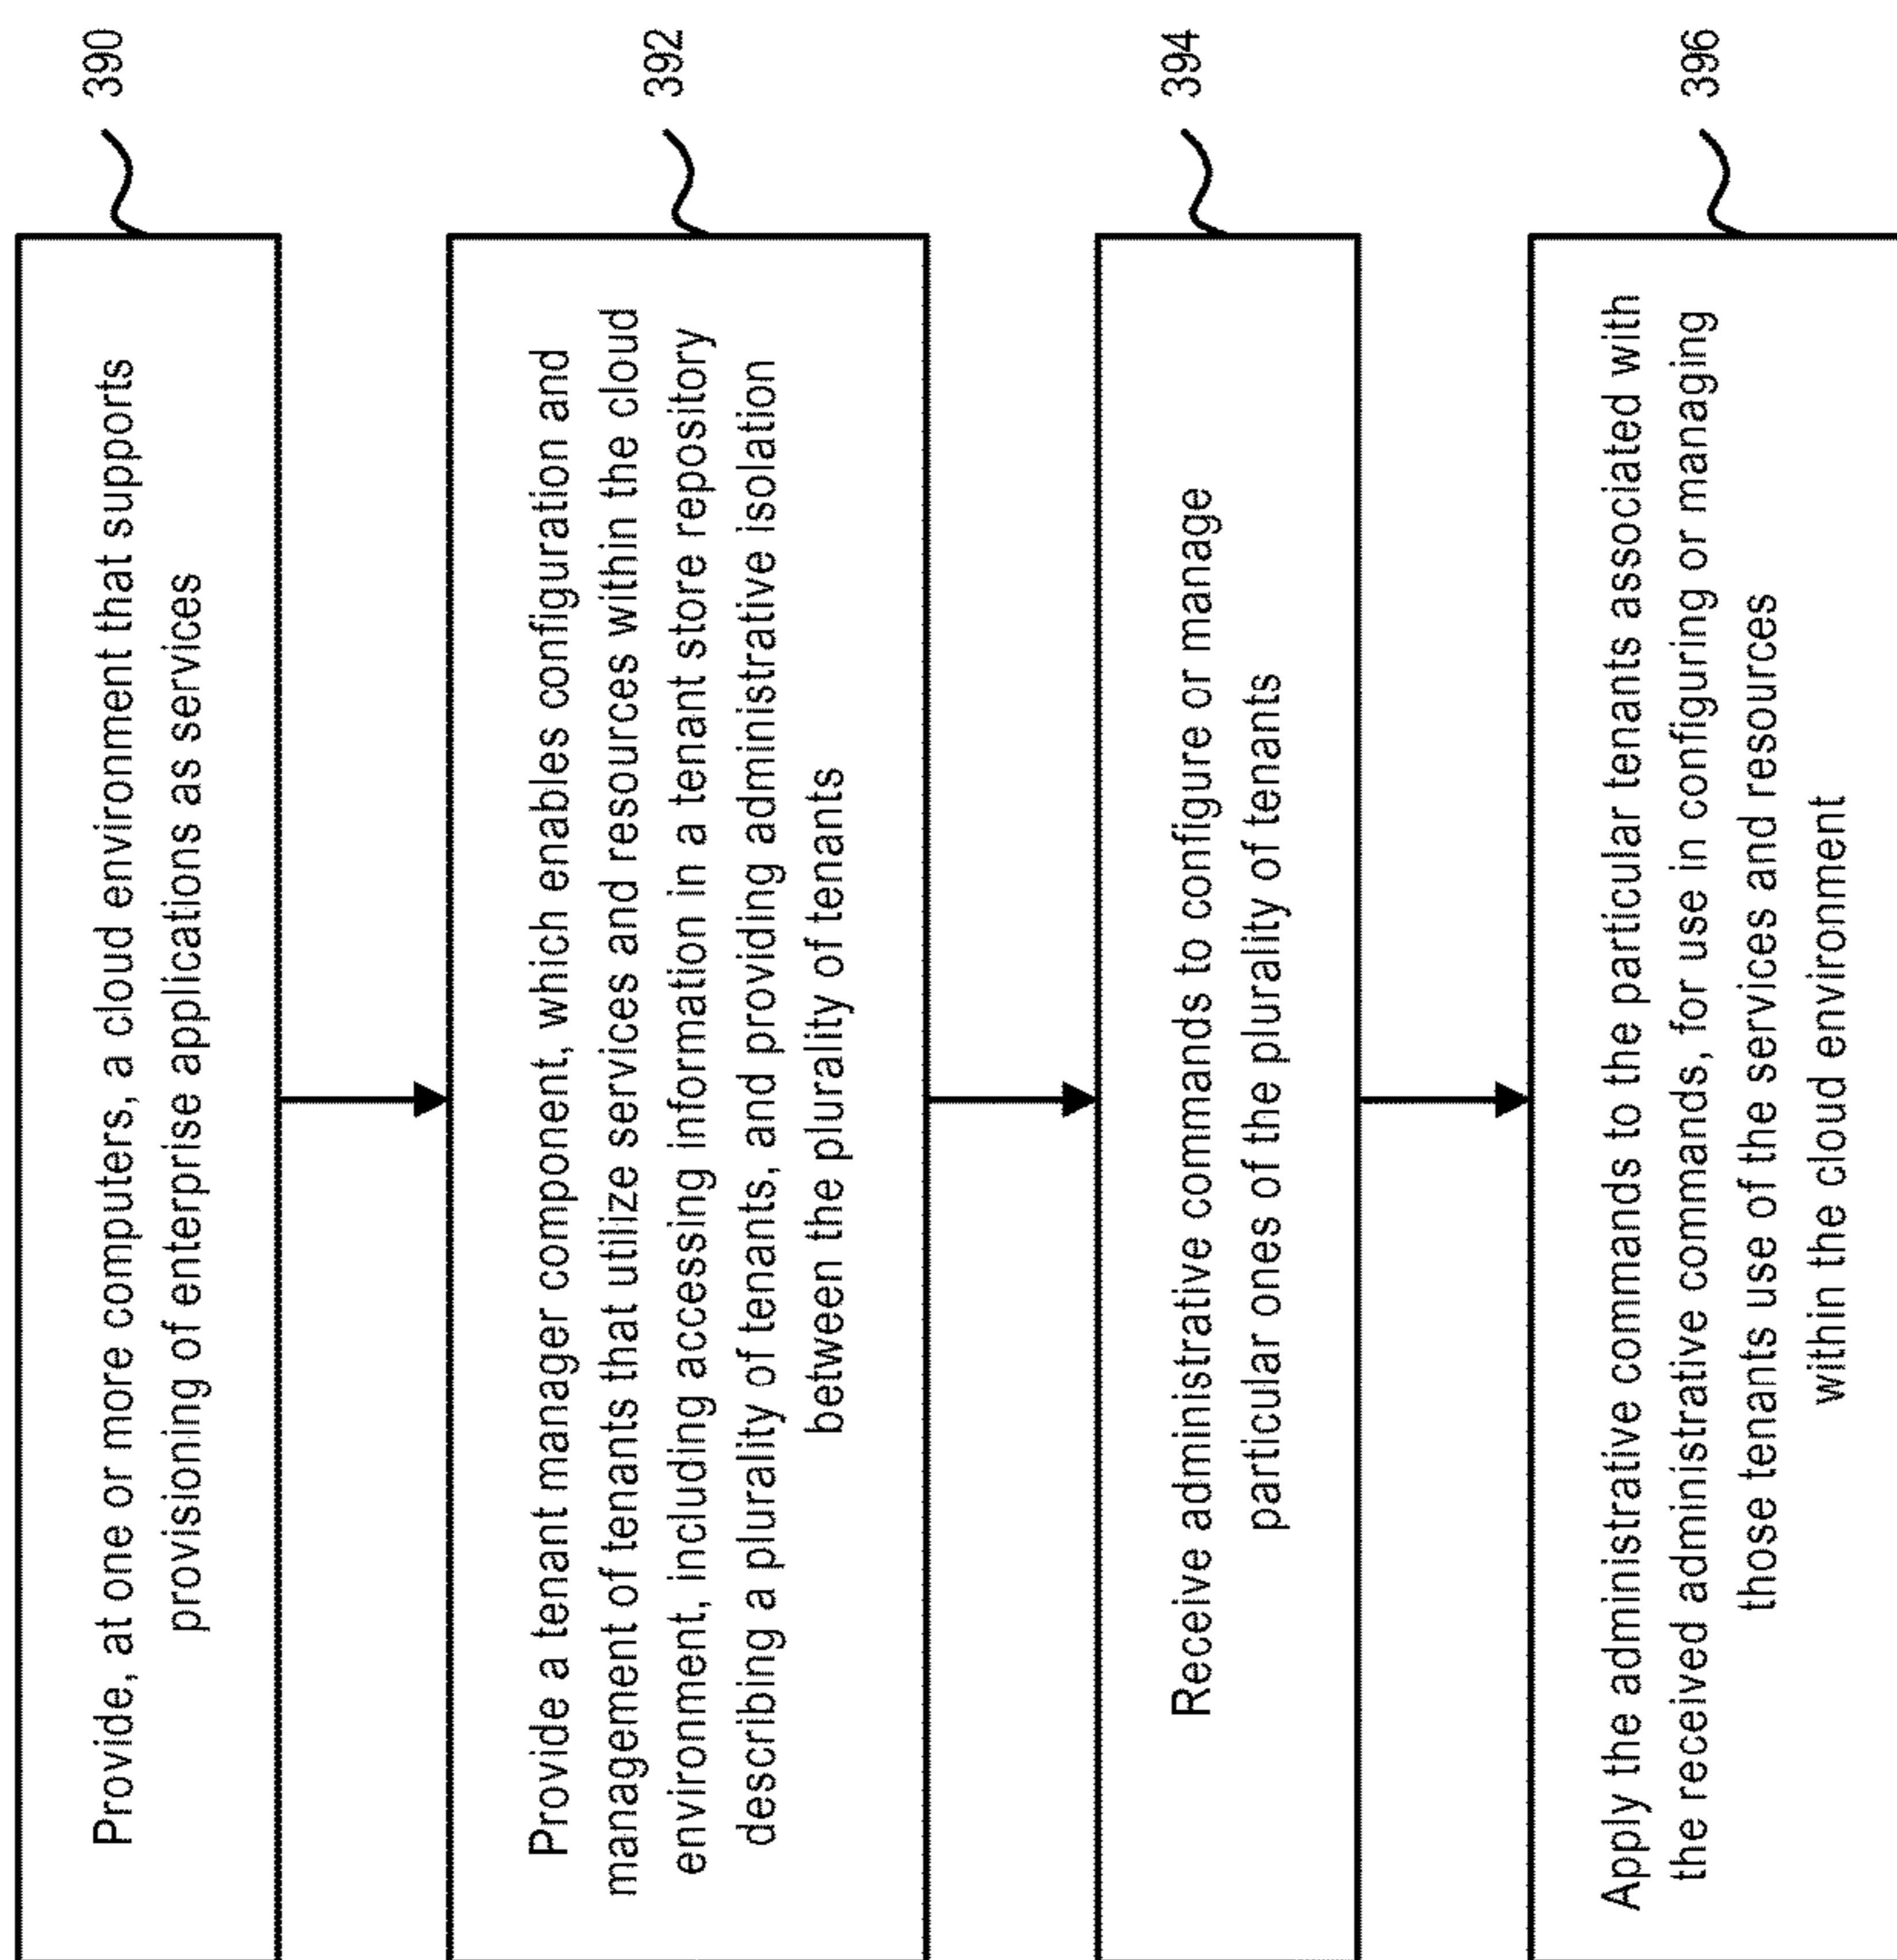 390
Provide, at one or more computers, a cloud environment that supports
provisioning of enterprise applications as services
392
Provide a tenant manager component, which enables configuration and
management of tenants that utilize services and resources within the cloud
environment, including accessing information in a tenant store repository
describing a plurality of tenants, and providing administrative isolation
between the plurality of tenants
394
Receive administrative commands to configure or manage
particular ones of the plurality of tenants
396
Apply the administrative commands to the particular tenants associated with
the received administrative commands, for use in configuring or managing
those tenants use of the services and resources
within the cloud environment